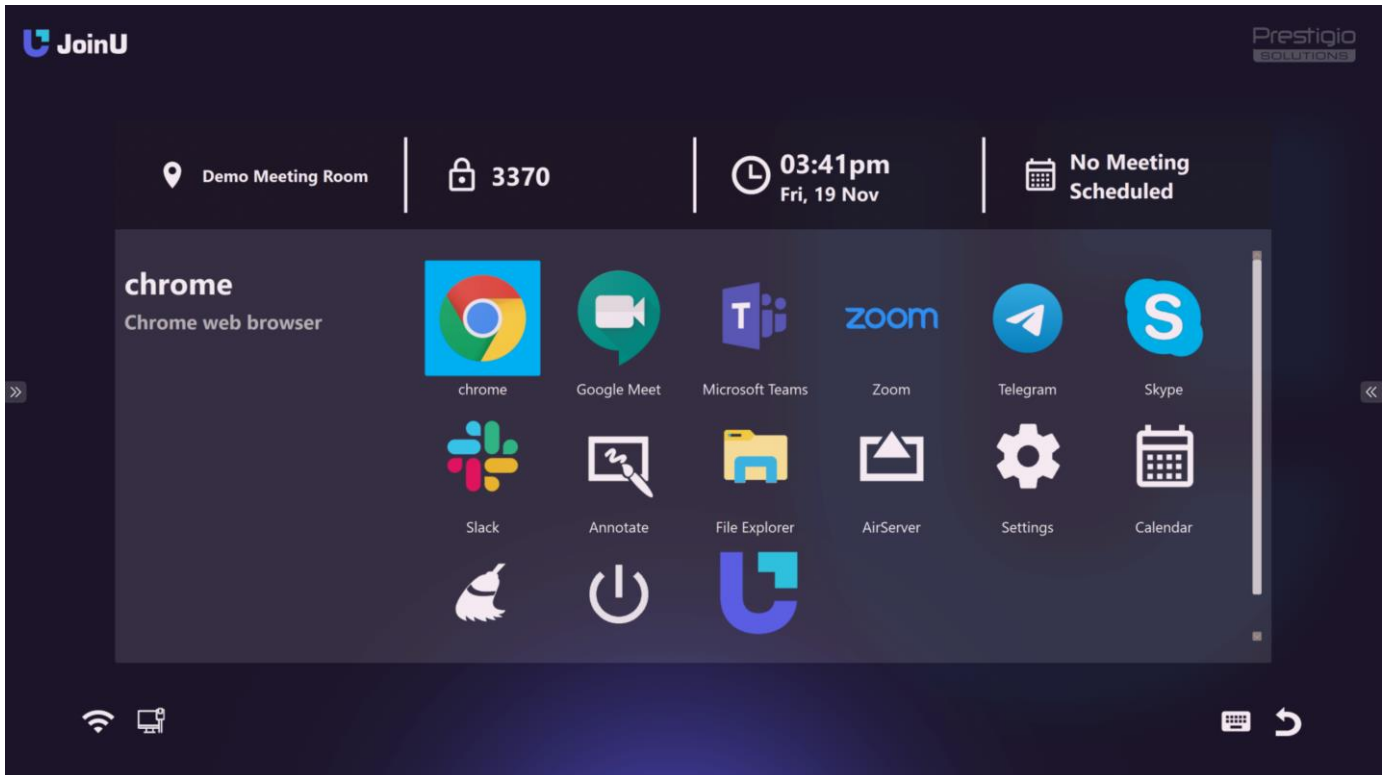 JoinU
Prestigio
SOLUTIONS
Demo Meeting Room
3370
03:41pm
Fri, 19 Nov
No Meeting
Scheduled
chrome
Chrome web browser
T
zoom
S
chrome
Google Meet
Microsoft Teams
Zoom
Telegram
Skype
Slack
Annotate
File Explorer
AirServer
Settings
Calendar